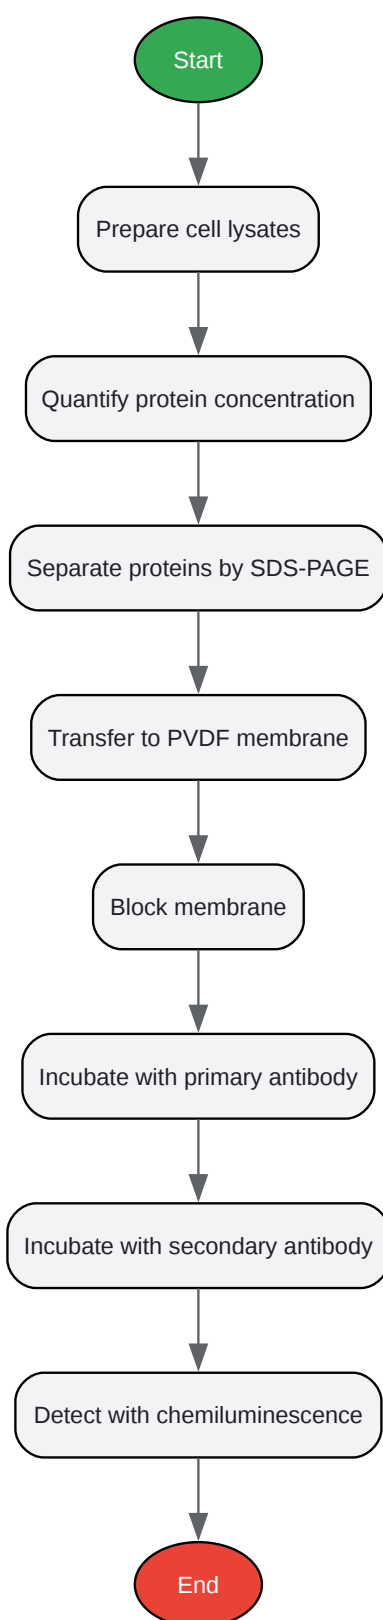 Start
Prepare cell lysates
Quantify protein concentration
Separate proteins by SDS-PAGE
Transfer to PVDF membrane
Block membrane
Incubate with primary antibody
Incubate with secondary antibody
Detect with chemiluminescence
End